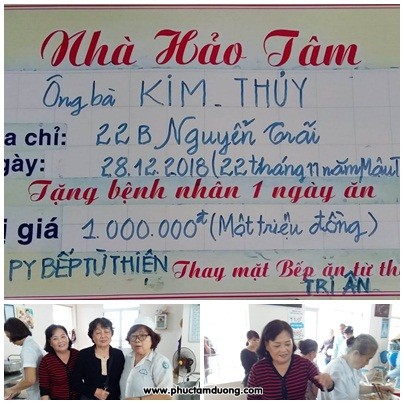 Nhà Hảo Tâm
Ông bà KIM - THỦY
a chỉ: 22B Nguyễn Trãi
gày: 28.12.2018 (22 tháng 11 năm Mậu T
Tặng bệnh nhân 1 ngày ăn
ị giá 1.000.000đ (Một triệu đồng)
PY BẾP TỪ THIỆN Thay mặt Bếp ăn từ th
TRI ÂN
www.phuctamduong.com